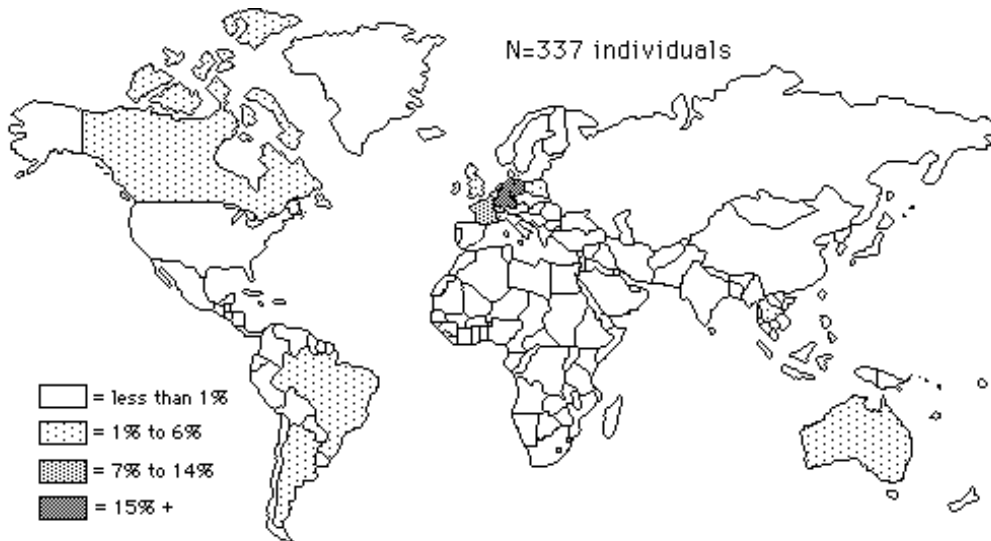 N=337 individuals
= less than 1%
= 1% to 6%
= 7% to 14%
= 15% +